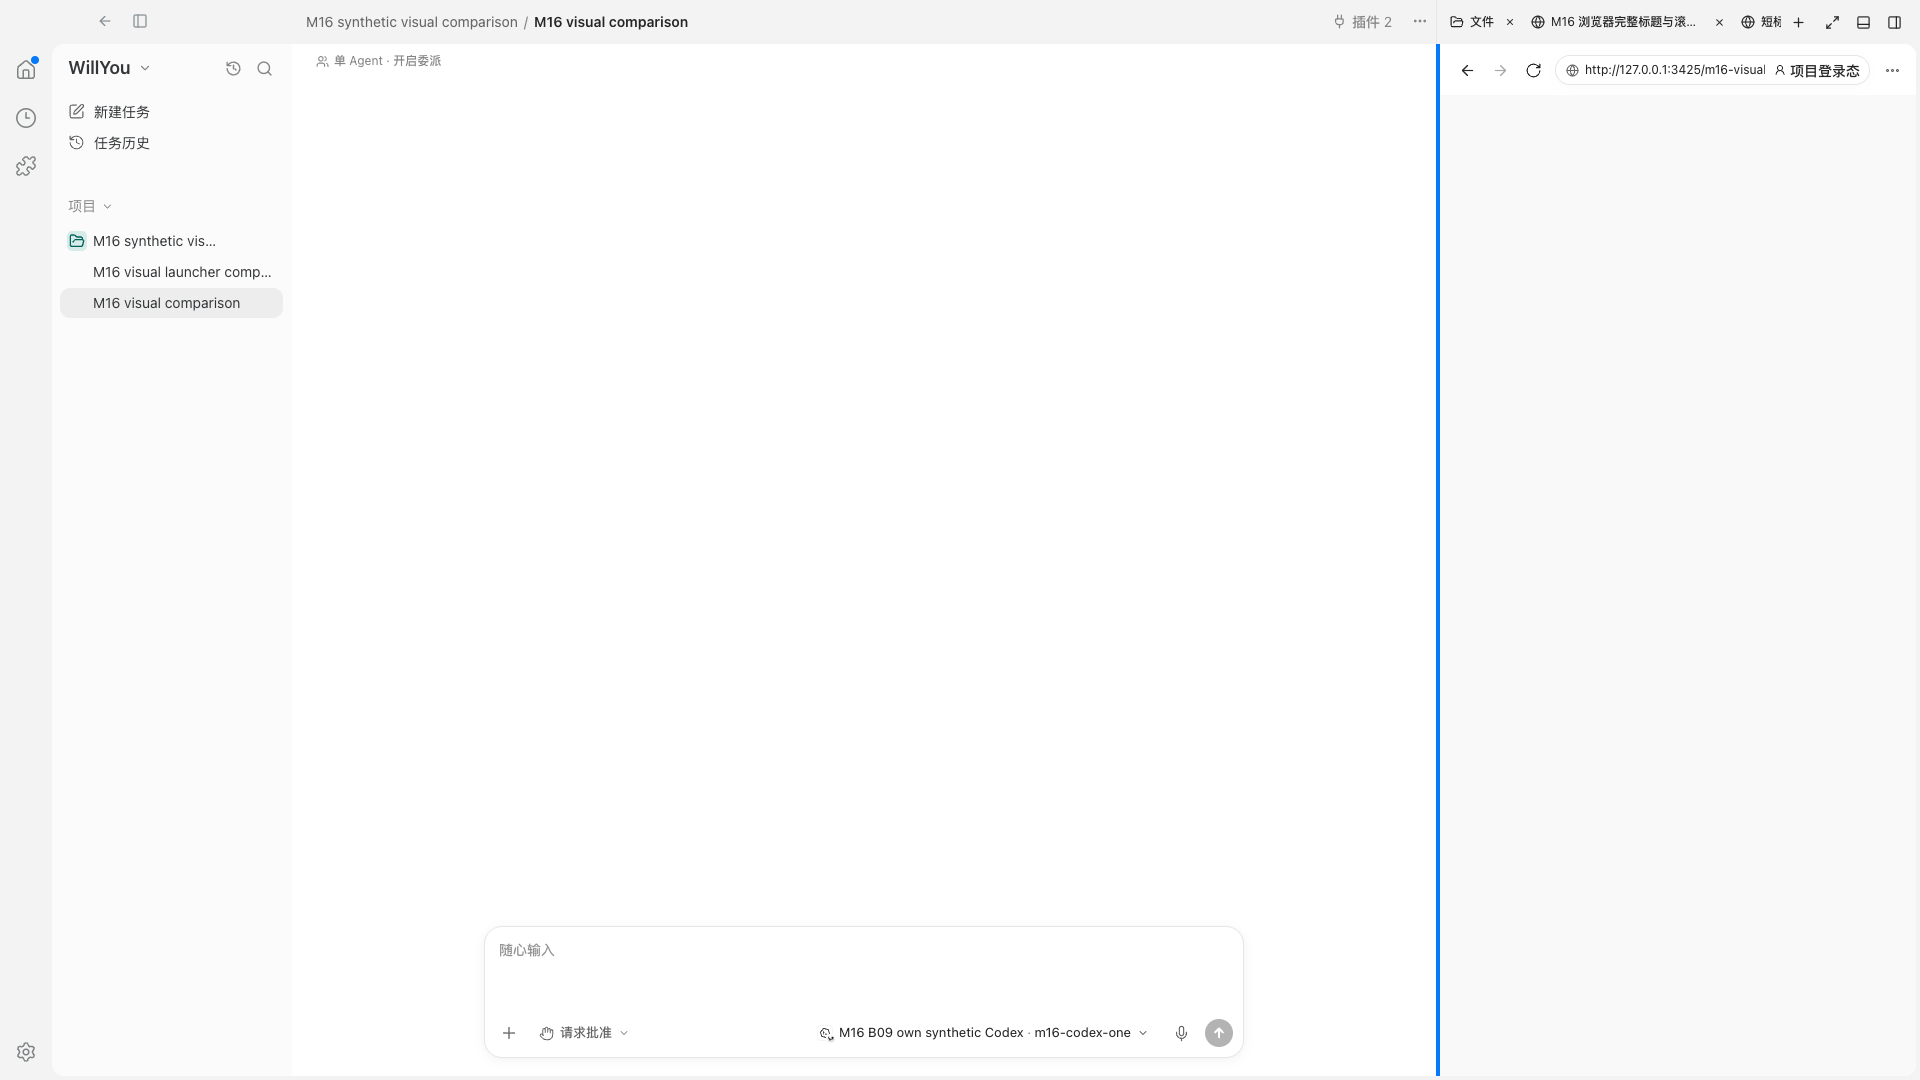 M16 synthetic visual comparison / M16 visual comparison
插件 2
文件
M16 浏览器完整标题与滚...
短标
WillYou
单 Agent · 开启委派
http://127.0.0.1:3425/m16-visual
项目登录态
新建任务
任务历史
项目
M16 synthetic vis...
M16 visual launcher comp...
M16 visual comparison
随心输入
请求批准
M16 B09 own synthetic Codex · m16-codex-one